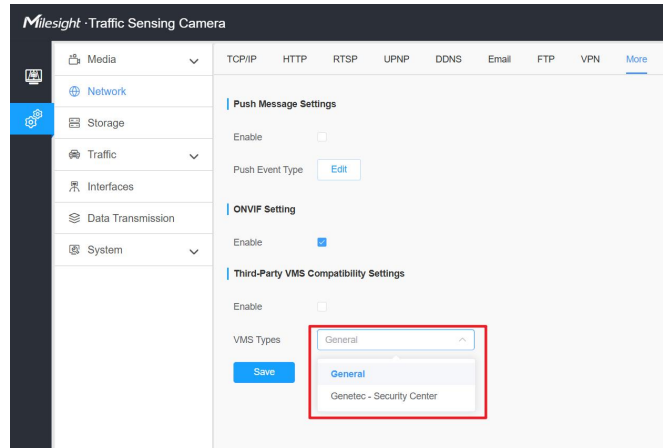 Milesight · Traffic Sensing Camera
Media
Network
Storage
Traffic
Interfaces
Data Transmission
System
TCP/IP HTTP RTSP UPNP DDNS Email FTP VPN More
Push Message Settings
Enable
Push Event Type Edit
ONVIF Setting
Enable
Third-Party VMS Compatibility Settings
Enable
VMS Types General
Save
General
Genetec - Security Center